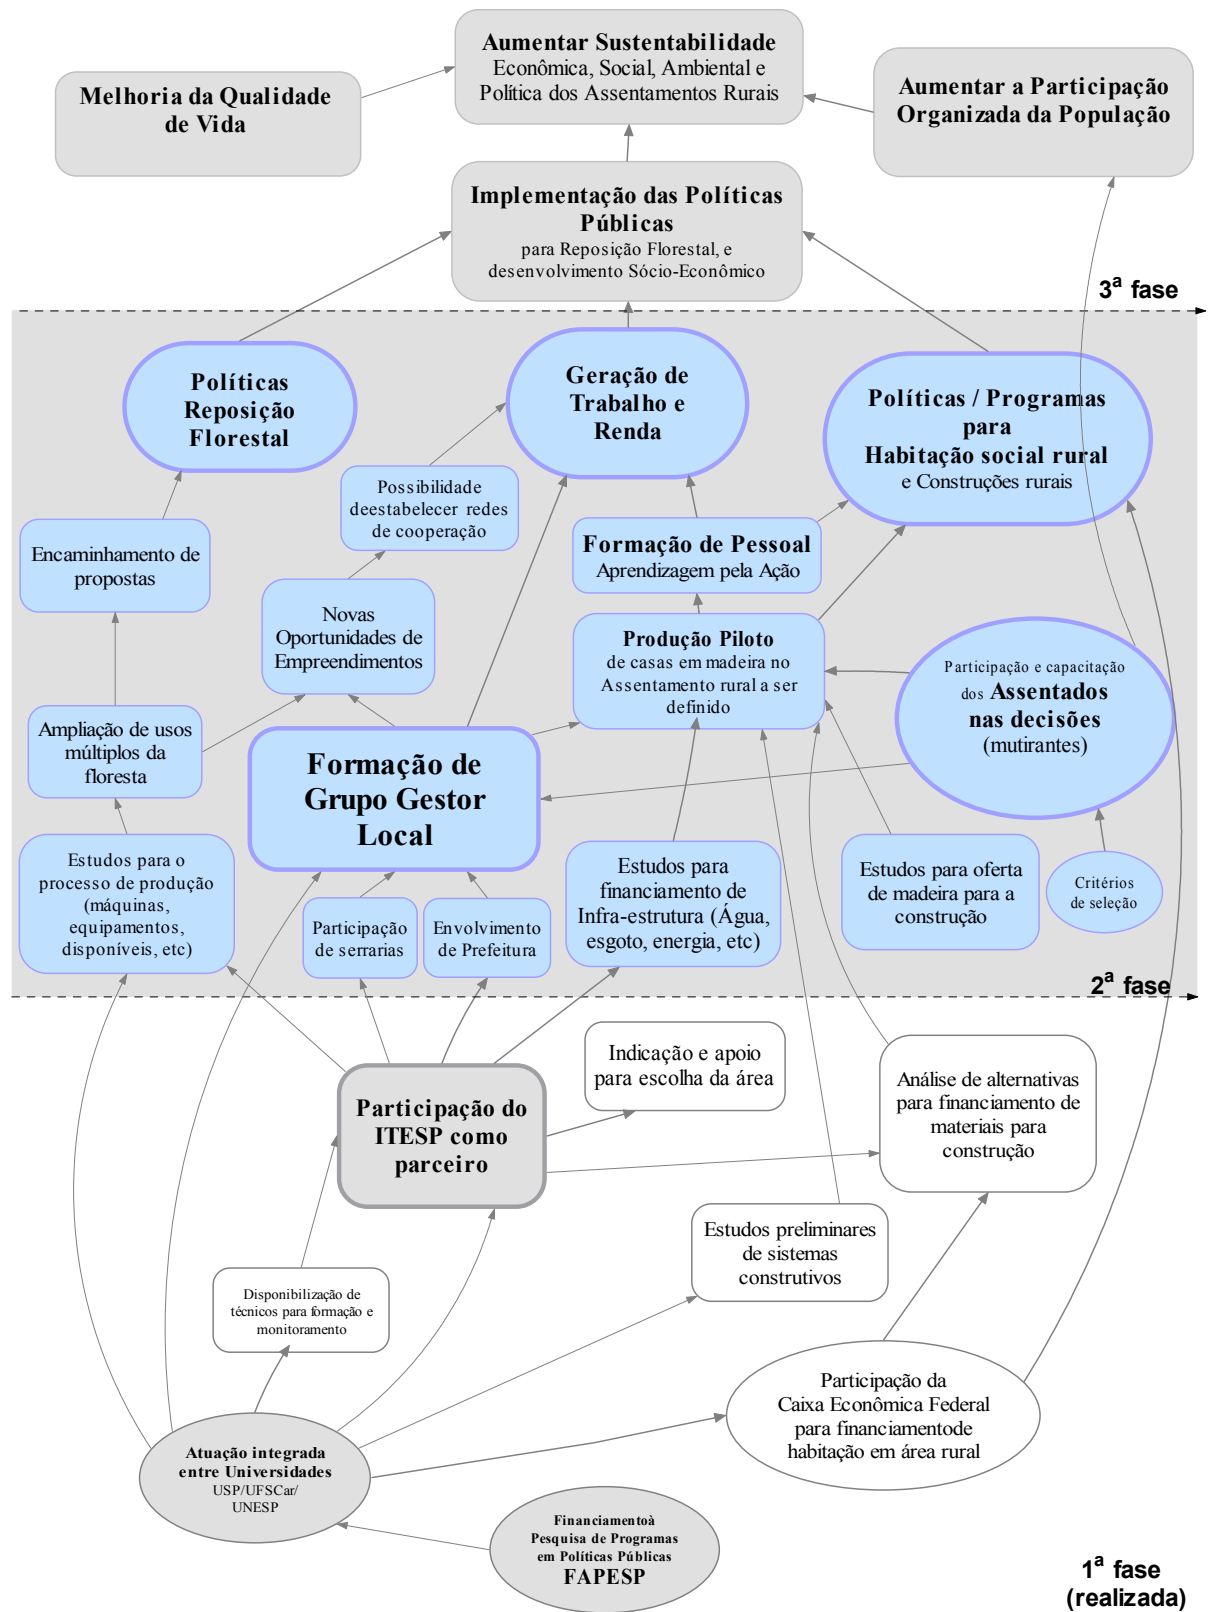 Aumentar Sustentabilidade
Econômica, Social, Ambiental e
Política dos Assentamentos Rurais
Melhoria da Qualidade
de Vida
Aumentar a Participação
Organizada da População
Implementação das Políticas
Públicas
para Reposição Florestal, e
desenvolvimento Sócio-Econômico
3ª fase
Políticas
Reposição
Florestal
Geração de
Trabalho e
Renda
Políticas / Programas
para
Habitação social rural
e Construções rurais
Possibilidade
deestabelecer redes
de cooperação
Encaminhamento de
propostas
Formação de Pessoal
Aprendizagem pela Ação
Novas
Oportunidades de
Empreendimentos
Produção Piloto
de casas em madeira no
Assentamento rural a ser
definido
Participação e capacitação
dos Assentados
nas decisões
(mutirantes)
Ampliação de usos
múltiplos da
floresta
Formação de
Grupo Gestor
Local
Estudos para o
processo de produção
(máquinas,
equipamentos,
disponíveis, etc)
Participação
de serrarias
Envolvimento
de Prefeitura
Estudos para
financiamento de
Infra-estrutura (Água,
esgoto, energia, etc)
Estudos para oferta
de madeira para a
construção
Critérios
de seleção
2ª fase
Indicação e apoio
para escolha da área
Participação do
ITESP como
parceiro
Análise de alternativas
para financiamento de
materiais para
construção
Estudos preliminares
de sistemas
construtivos
Disponibilização de
técnicos para formação e
monitoramento
Participação da
Caixa Econômica Federal
para financiamentode
habitação em área rural
Atuação integrada
entre Universidades
USP/UFSCar/
UNESP
Financiamentoà
Pesquisa de Programas
em Políticas Públicas
FAPESP
1ª fase
(realizada)